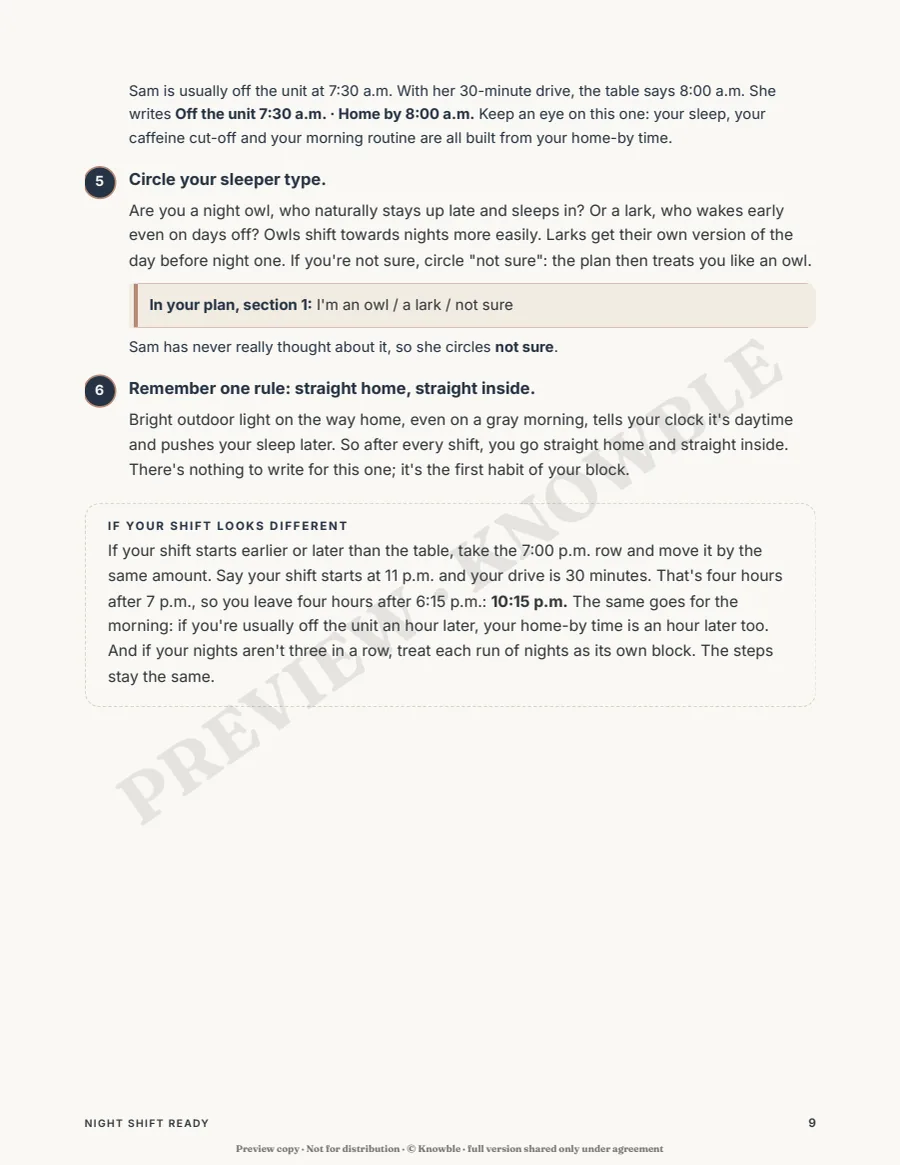 Sam is usually off the unit at 7:30 a.m. With her 30-minute drive, the table says 8:00 a.m. She
writes Off the unit 7:30 a.m. · Home by 8:00 a.m. Keep an eye on this one: your sleep, your
caffeine cut-off and your morning routine are all built from your home-by time.
5
Circle your sleeper type.
Are you a night owl, who naturally stays up late and sleeps in? Or a lark, who wakes early
even on days off? Owls shift towards nights more easily. Larks get their own version of the
day before night one. If you're not sure, circle "not sure": the plan then treats you like an owl.
In your plan, section 1: I'm an owl / a lark / not sure
Sam has never really thought about it, so she circles not sure.
6
Remember one rule: straight home, straight inside.
Bright outdoor light on the way home, even on a gray morning, tells your clock it's daytime
and pushes your sleep later. So after every shift, you go straight home and straight inside.
There's nothing to write for this one; it's the first habit of your block.
IF YOUR SHIFT LOOKS DIFFERENT
If your shift starts earlier or later than the table, take the 7:00 p.m. row and move it by the
same amount. Say your shift starts at 11 p.m. and your drive is 30 minutes. That's four hours
after 7 p.m., so you leave four hours after 6:15 p.m.: 10:15 p.m. The same goes for the
morning: if you're usually off the unit an hour later, your home-by time is an hour later too.
And if your nights aren't three in a row, treat each run of nights as its own block. The steps
stay the same.
PREVIEW · KNOWBLE
NIGHT SHIFT READY
9
Preview copy · Not for distribution · © Knowble · full version shared only under agreement